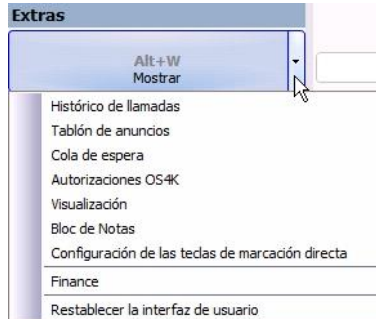 Extras
Alt+W
Mostrar
Histórico de llamadas
Tablón de anuncios
Cola de espera
Autorizaciones OS4K
Visualización
Bloc de Notas
Configuración de las teclas de marcación directa
Finance
Restablecer la interfaz de usuario